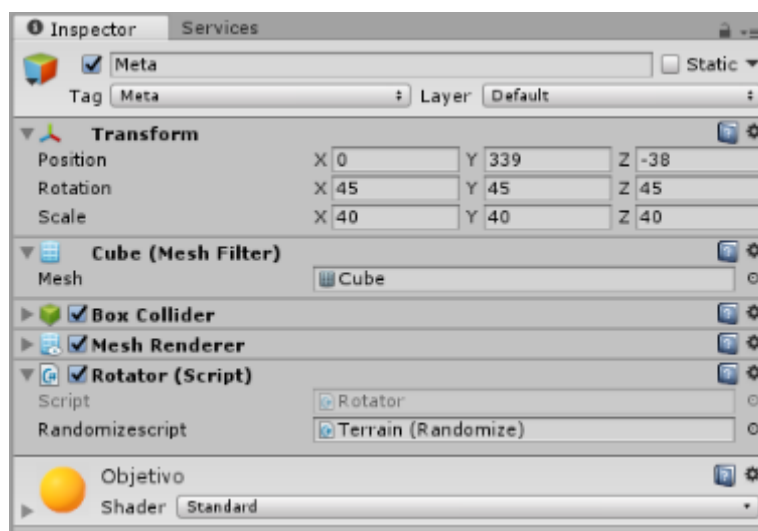 Inspector Services
Meta Static
Tag Meta Layer Default
Transform
Position X 0 Y 339 Z -38
Rotation X 45 Y 45 Z 45
Scale X 40 Y 40 Z 40
Cube (Mesh Filter)
Mesh Cube
Box Collider
Mesh Renderer
Rotator (Script)
Script Rotator
Randomizescript Terrain (Randomize)
Objetivo
Shader Standard